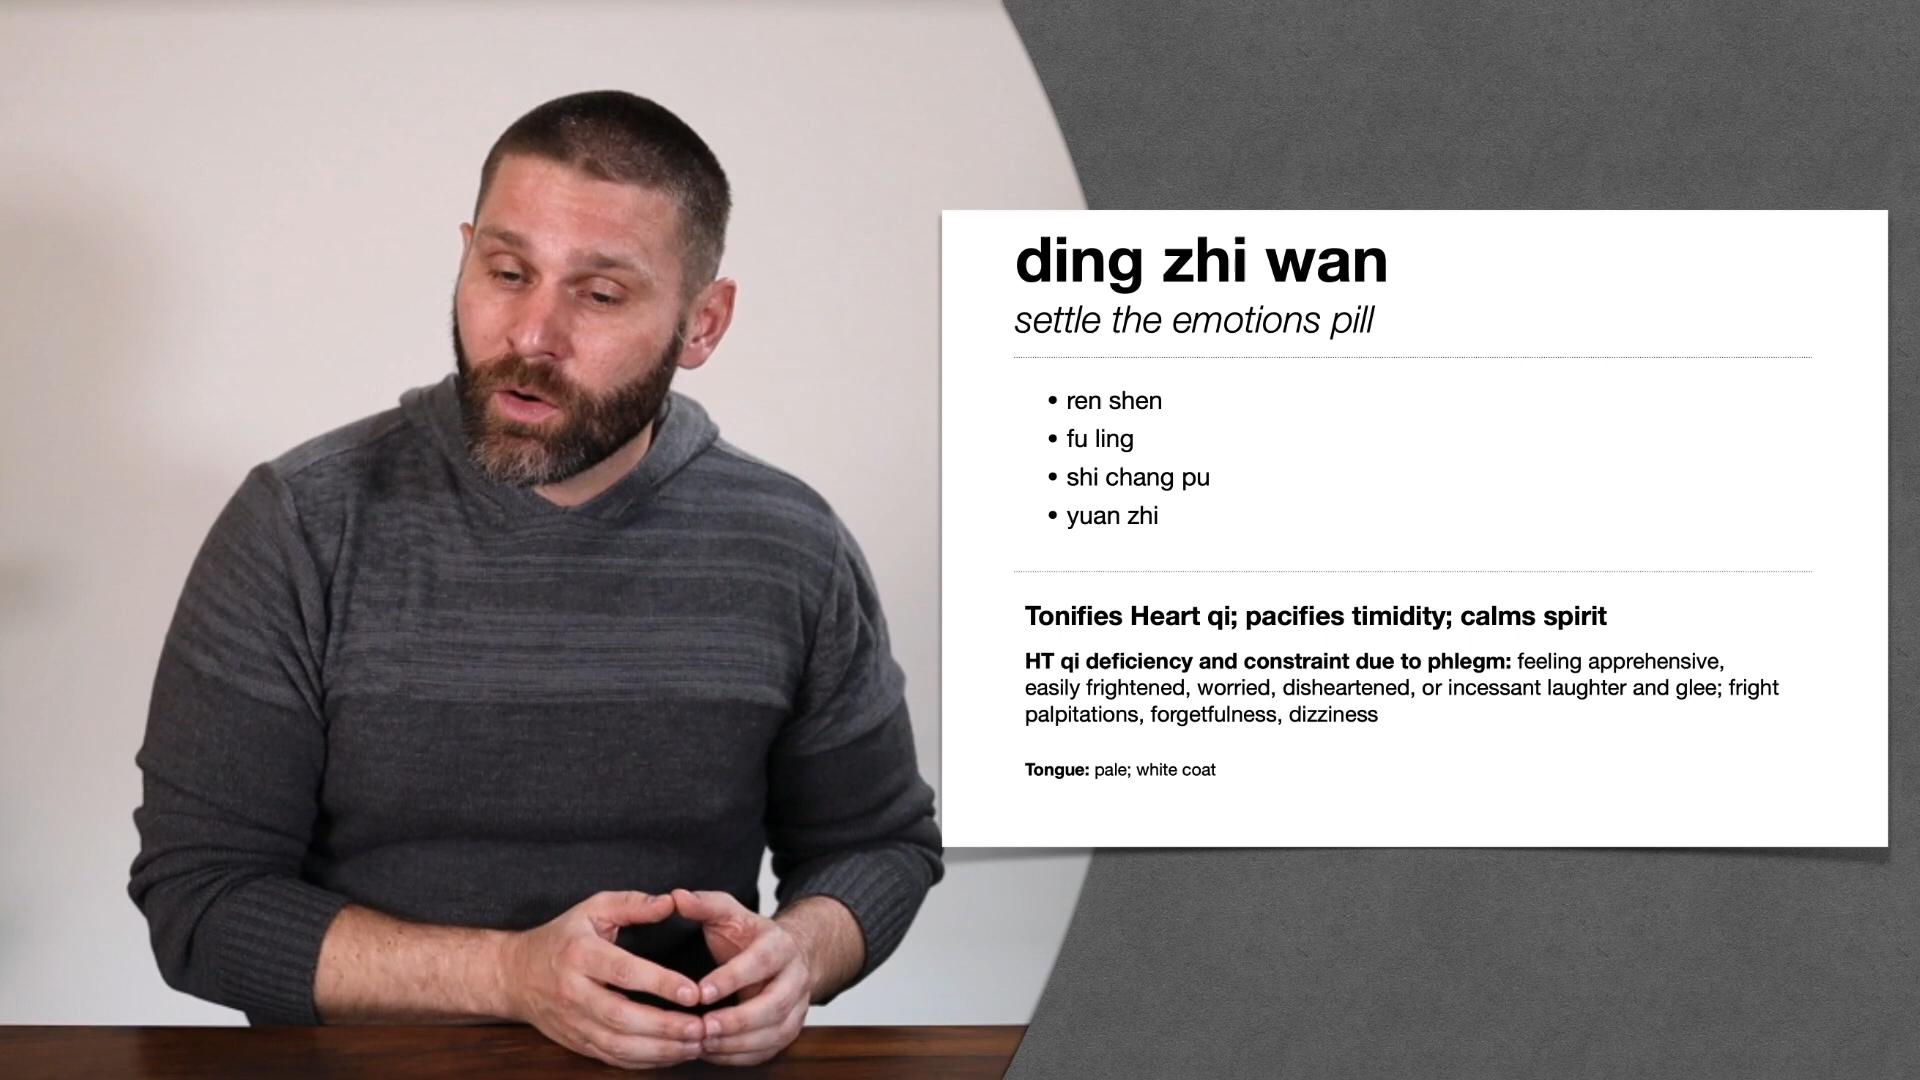 ding zhi wan
settle the emotions pill
• ren shen
• fu ling
• shi chang pu
• yuan zhi
Tonifies Heart qi; pacifies timidity; calms spirit
HT qi deficiency and constraint due to phlegm: feeling apprehensive,
easily frightened, worried, disheartened, or incessant laughter and glee; fright
palpitations, forgetfulness, dizziness
Tongue: pale; white coat